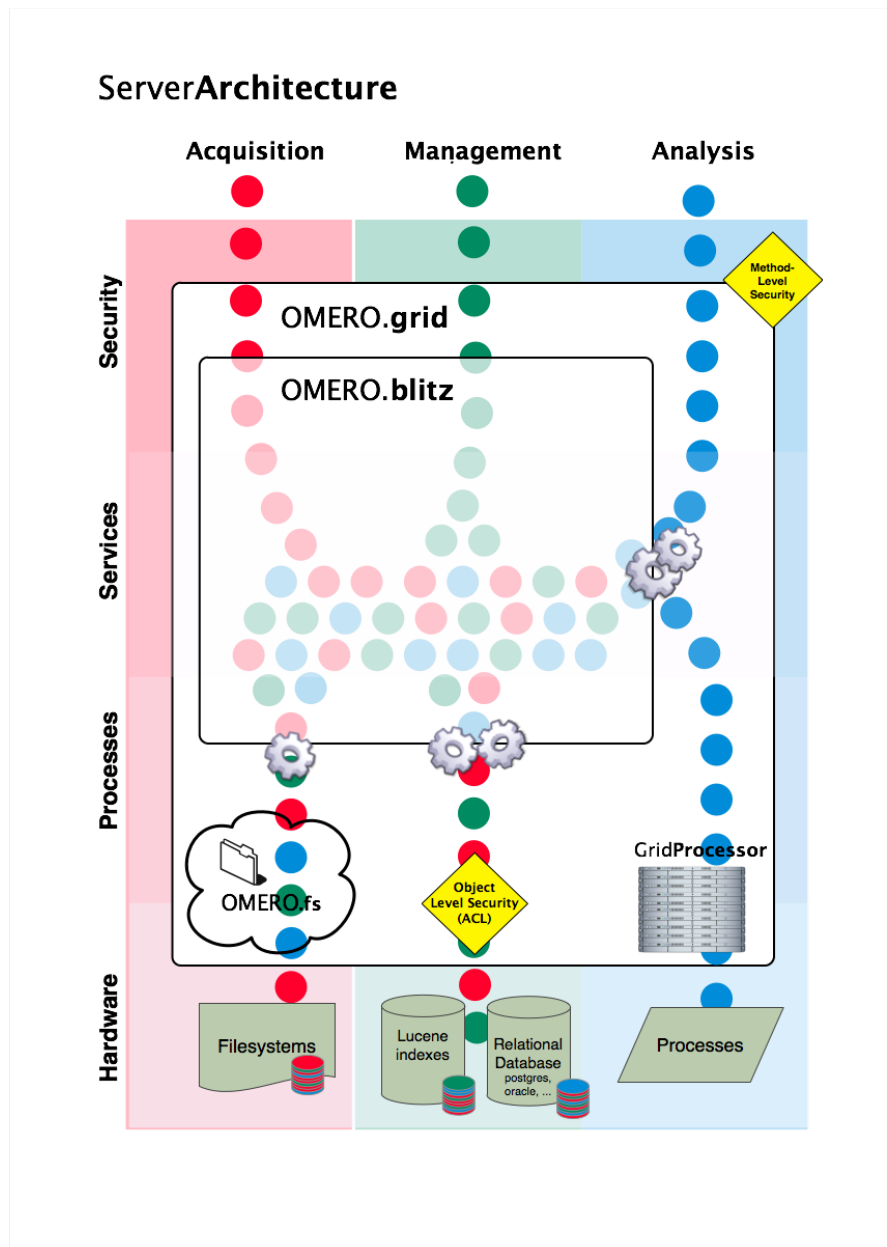 ServerArchitecture
Acquisition
Management
Analysis
Security
Method-
Level
Security
OMERO.grid
OMERO.blitz
Services
Processes
GridProcessor
OMERO.fs
Object
Level Security
(ACL)
Hardware
Filesystems
Lucene
indexes
Relational
Database
postgres,
oracle, ...
Processes